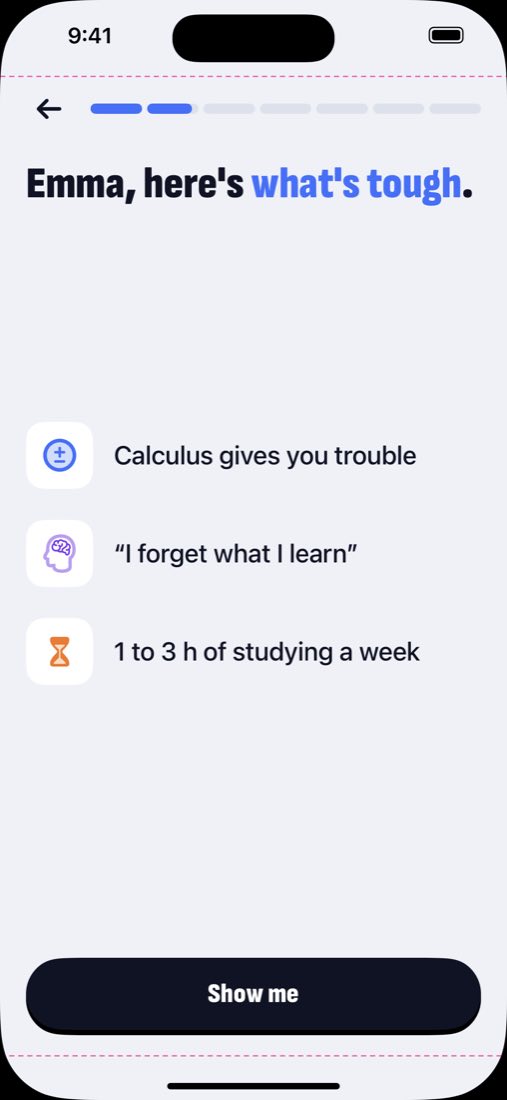 9:41
Emma, here's what's tough.
Calculus gives you trouble
“I forget what I learn”
1 to 3 h of studying a week
Show me